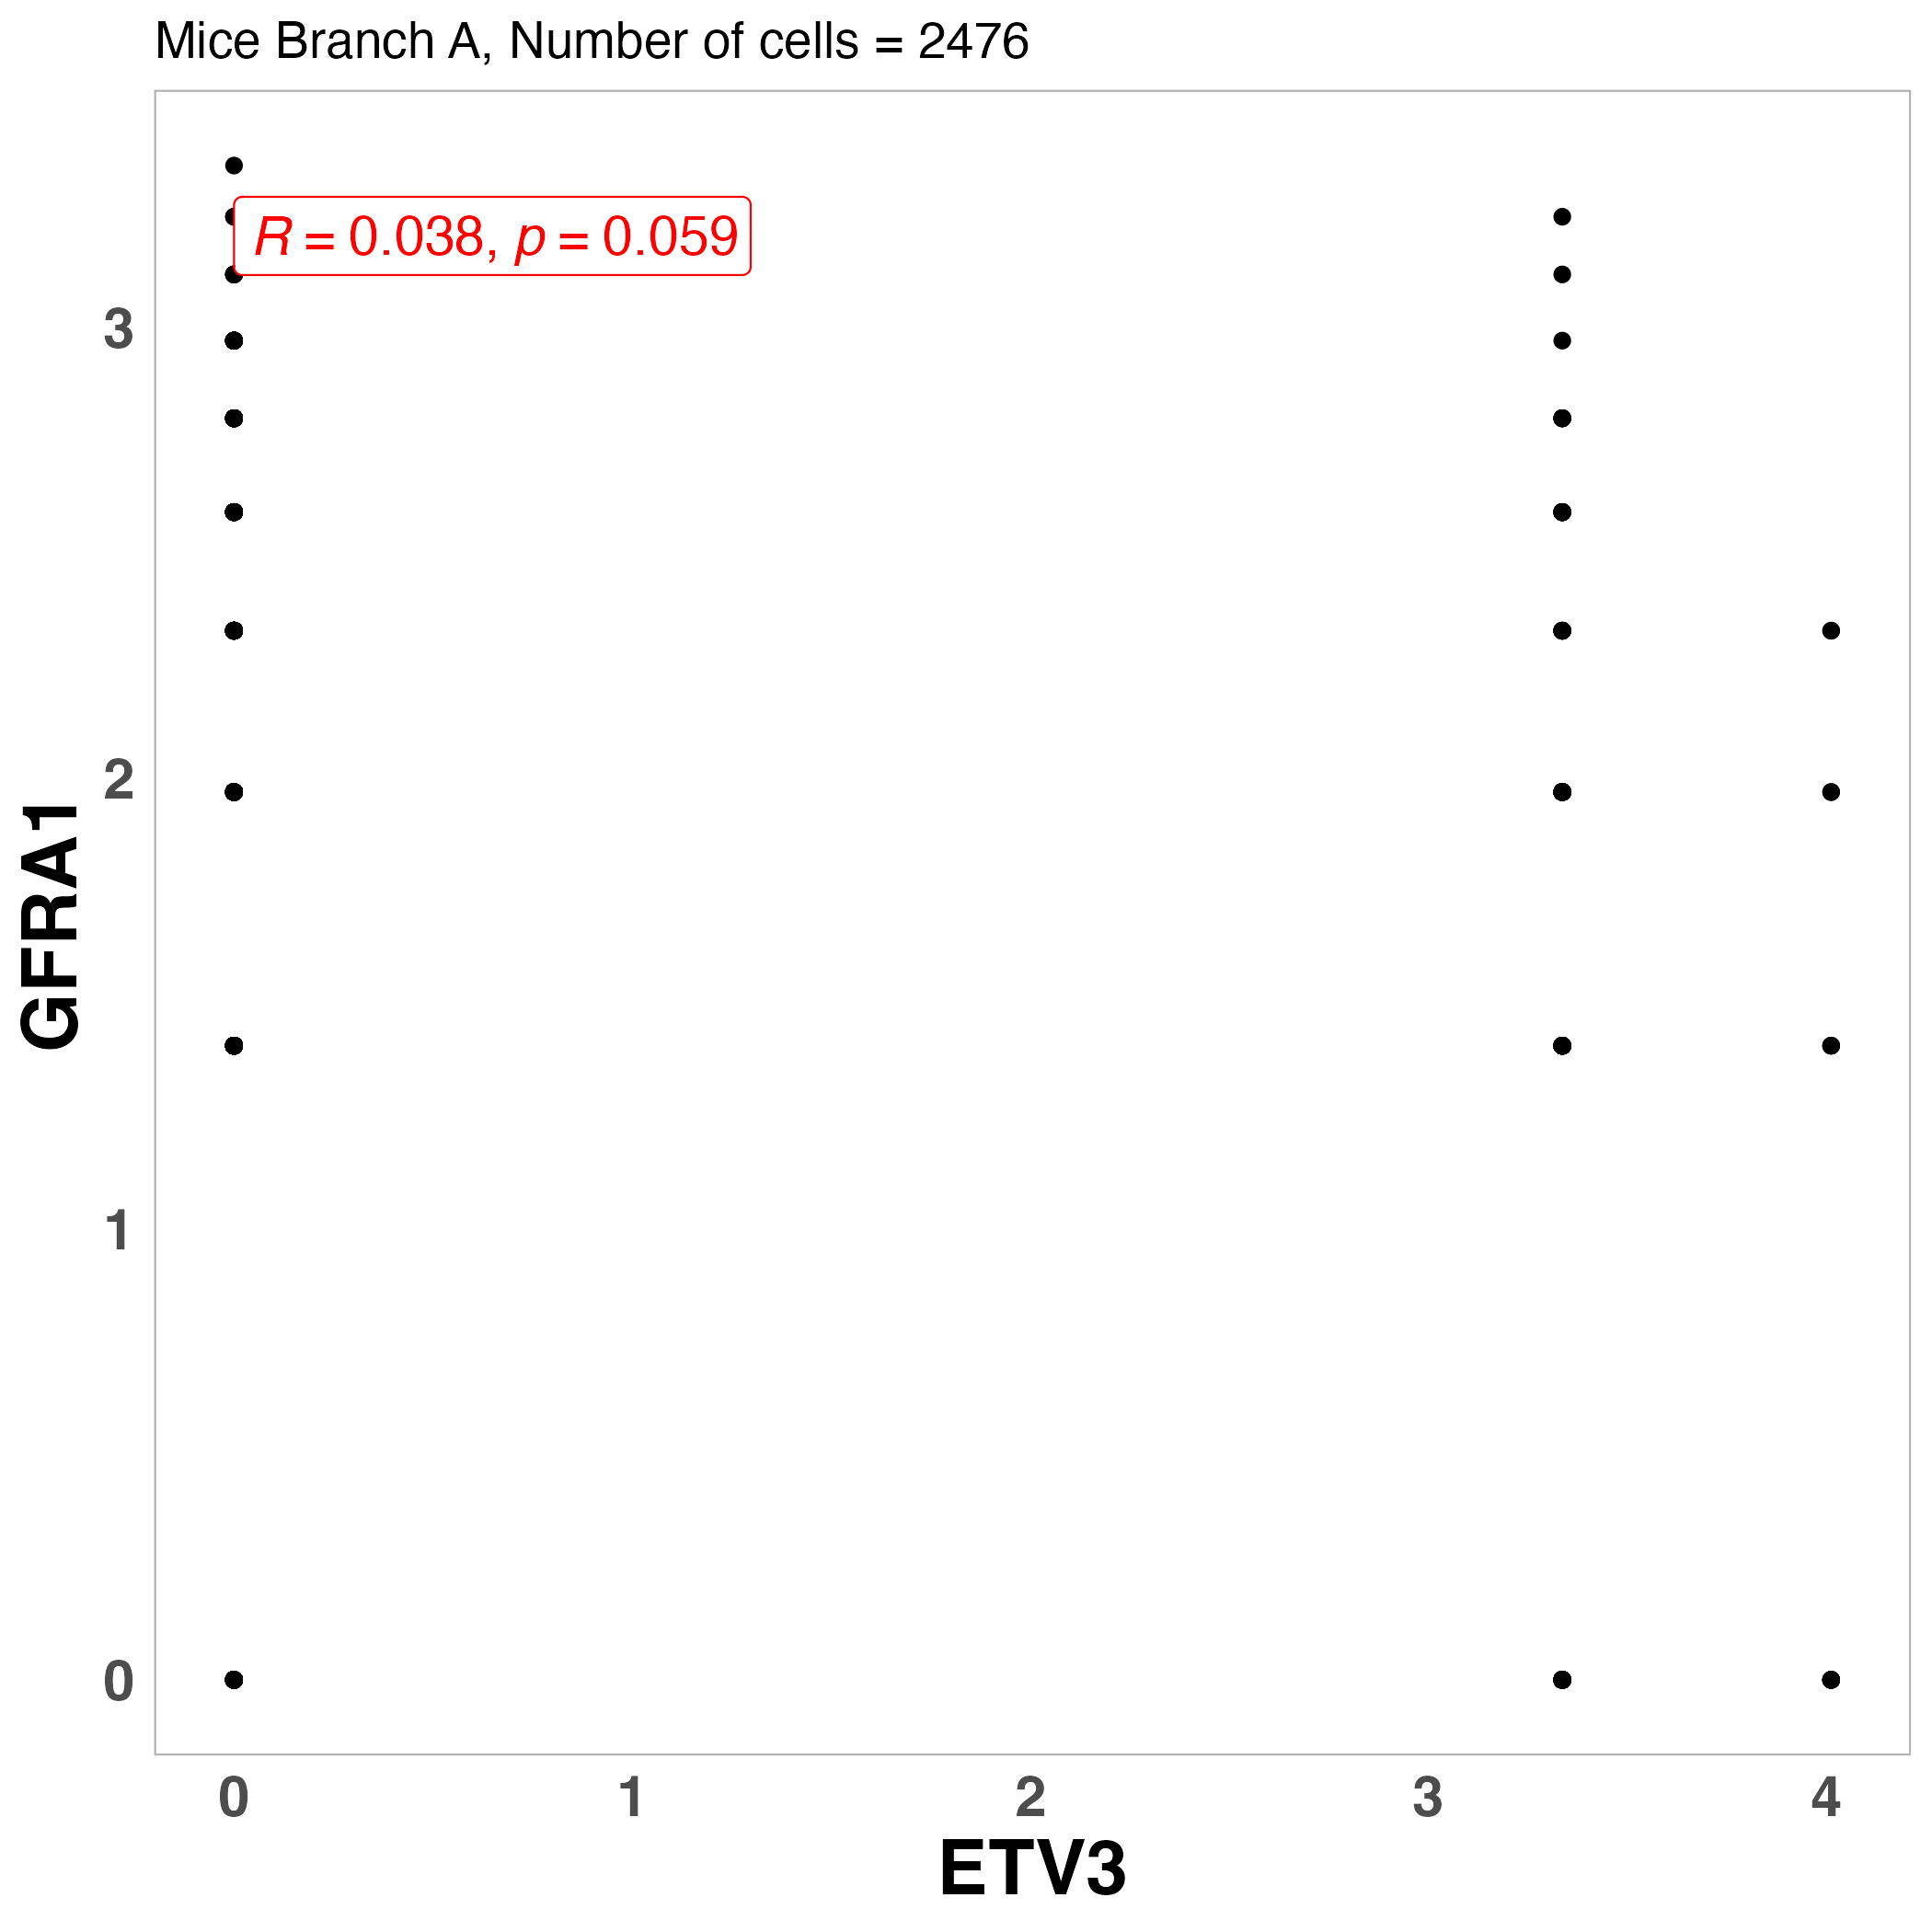 Mice Branch A, Number of cells = 2476
R = 0.038, p = 0.059
3
2
1
0
GFRA1
0 1 2 3 4
ETV3